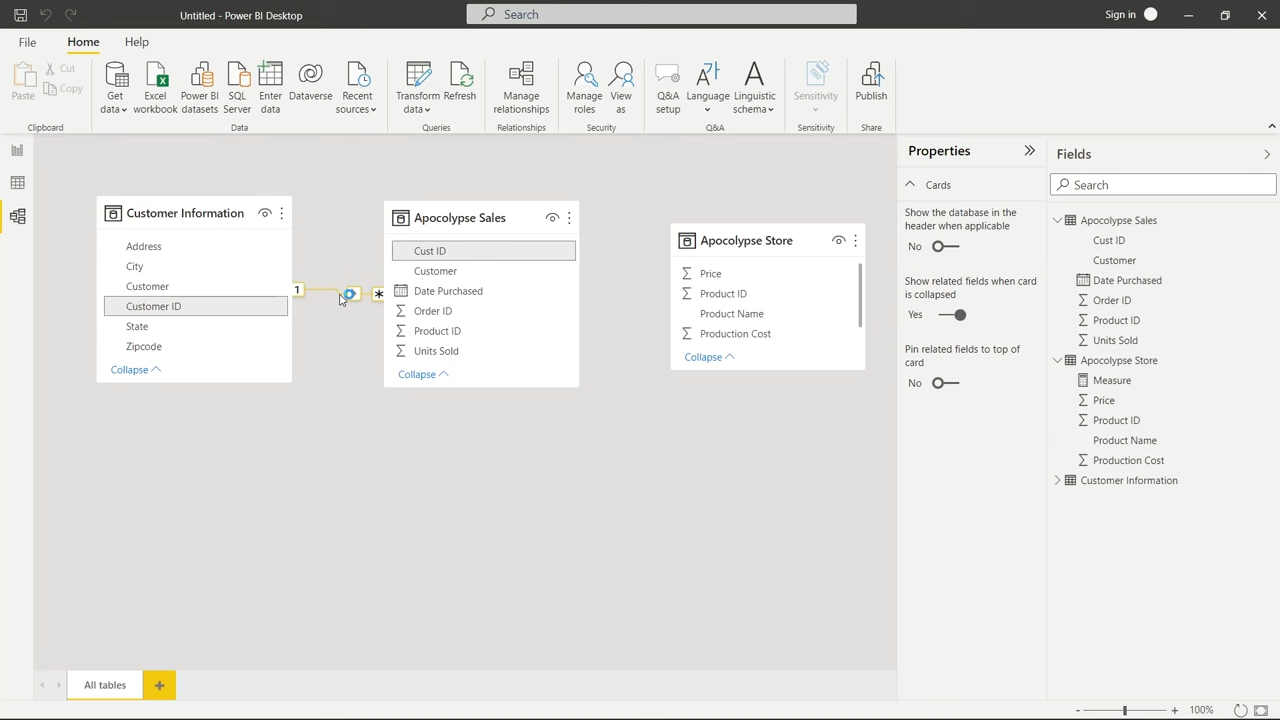 Untitled - Power BI Desktop
Search
Sign in
File
Home
Help
Paste
Cut
Copy
Clipboard
Get data
Excel workbook
Power BI datasets
SQL Server
Enter data
Dataverse
Recent sources
Data
Transform data
Refresh
Queries
Manage relationships
Relationships
Manage roles
View as
Security
Q&A setup
Language
Linguistic schema
Q&A
Sensitivity
Sensitivity
Publish
Share
Customer Information
Address
City
Customer
Customer ID
State
Zipcode
Collapse
1
*
Apocolypse Sales
Cust ID
Customer
Date Purchased
Order ID
Product ID
Units Sold
Collapse
Apocolypse Store
Price
Product ID
Product Name
Production Cost
Collapse
Properties
Cards
Show the database in the
header when applicable
No
Show related fields when card
is collapsed
Yes
Pin related fields to top of
card
No
Fields
Search
Apocolypse Sales
Cust ID
Customer
Date Purchased
Order ID
Product ID
Units Sold
Apocolypse Store
Measure
Price
Product ID
Product Name
Production Cost
Customer Information
All tables
100%